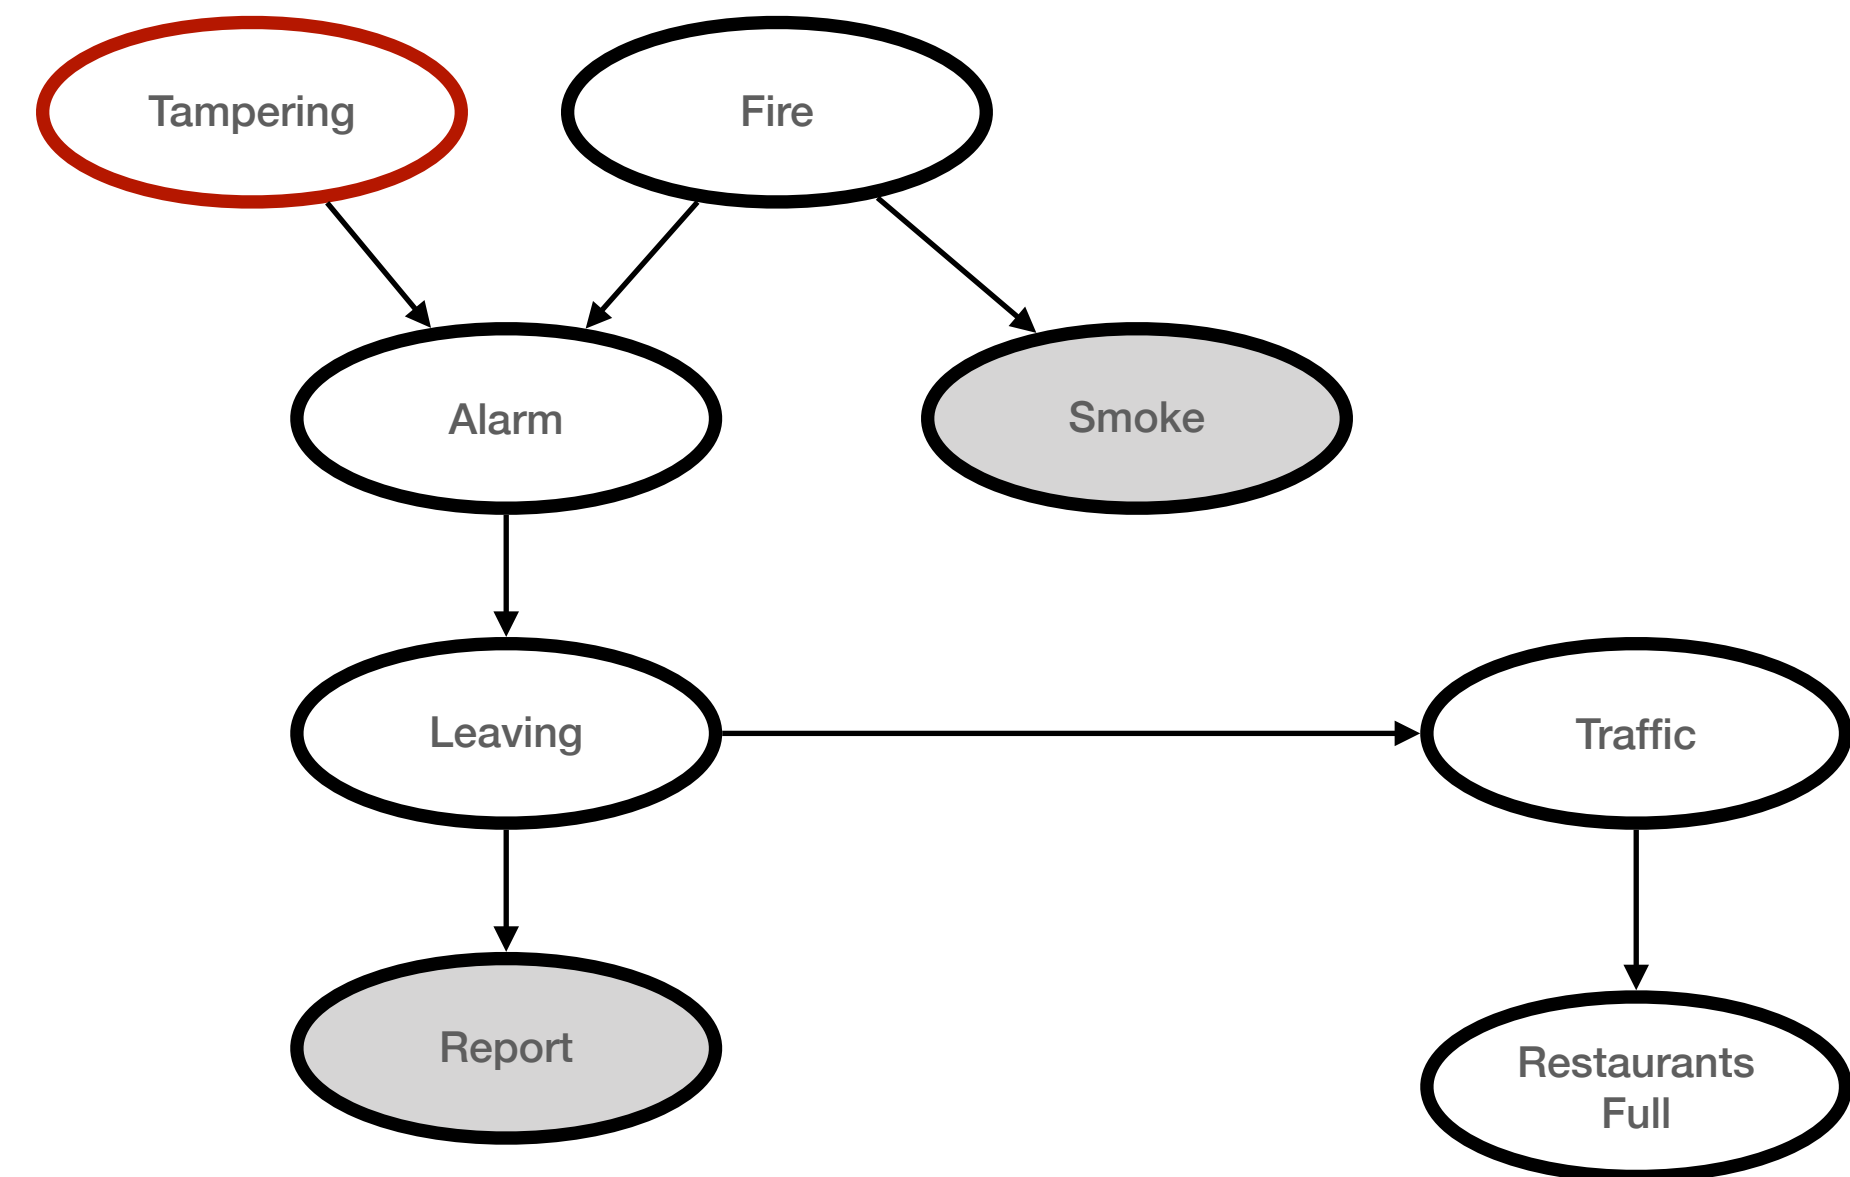 Tampering
Fire
Alarm
Smoke
Leaving
Traffic
Report
Restaurants
Full